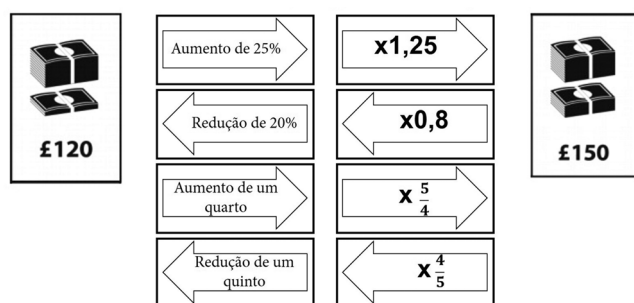 Aumento de 25%
x1,25
£120
Redução de 20%
x0,8
£150
Aumento de um
quarto
x 5/4
Redução de um
quinto
x 4/5